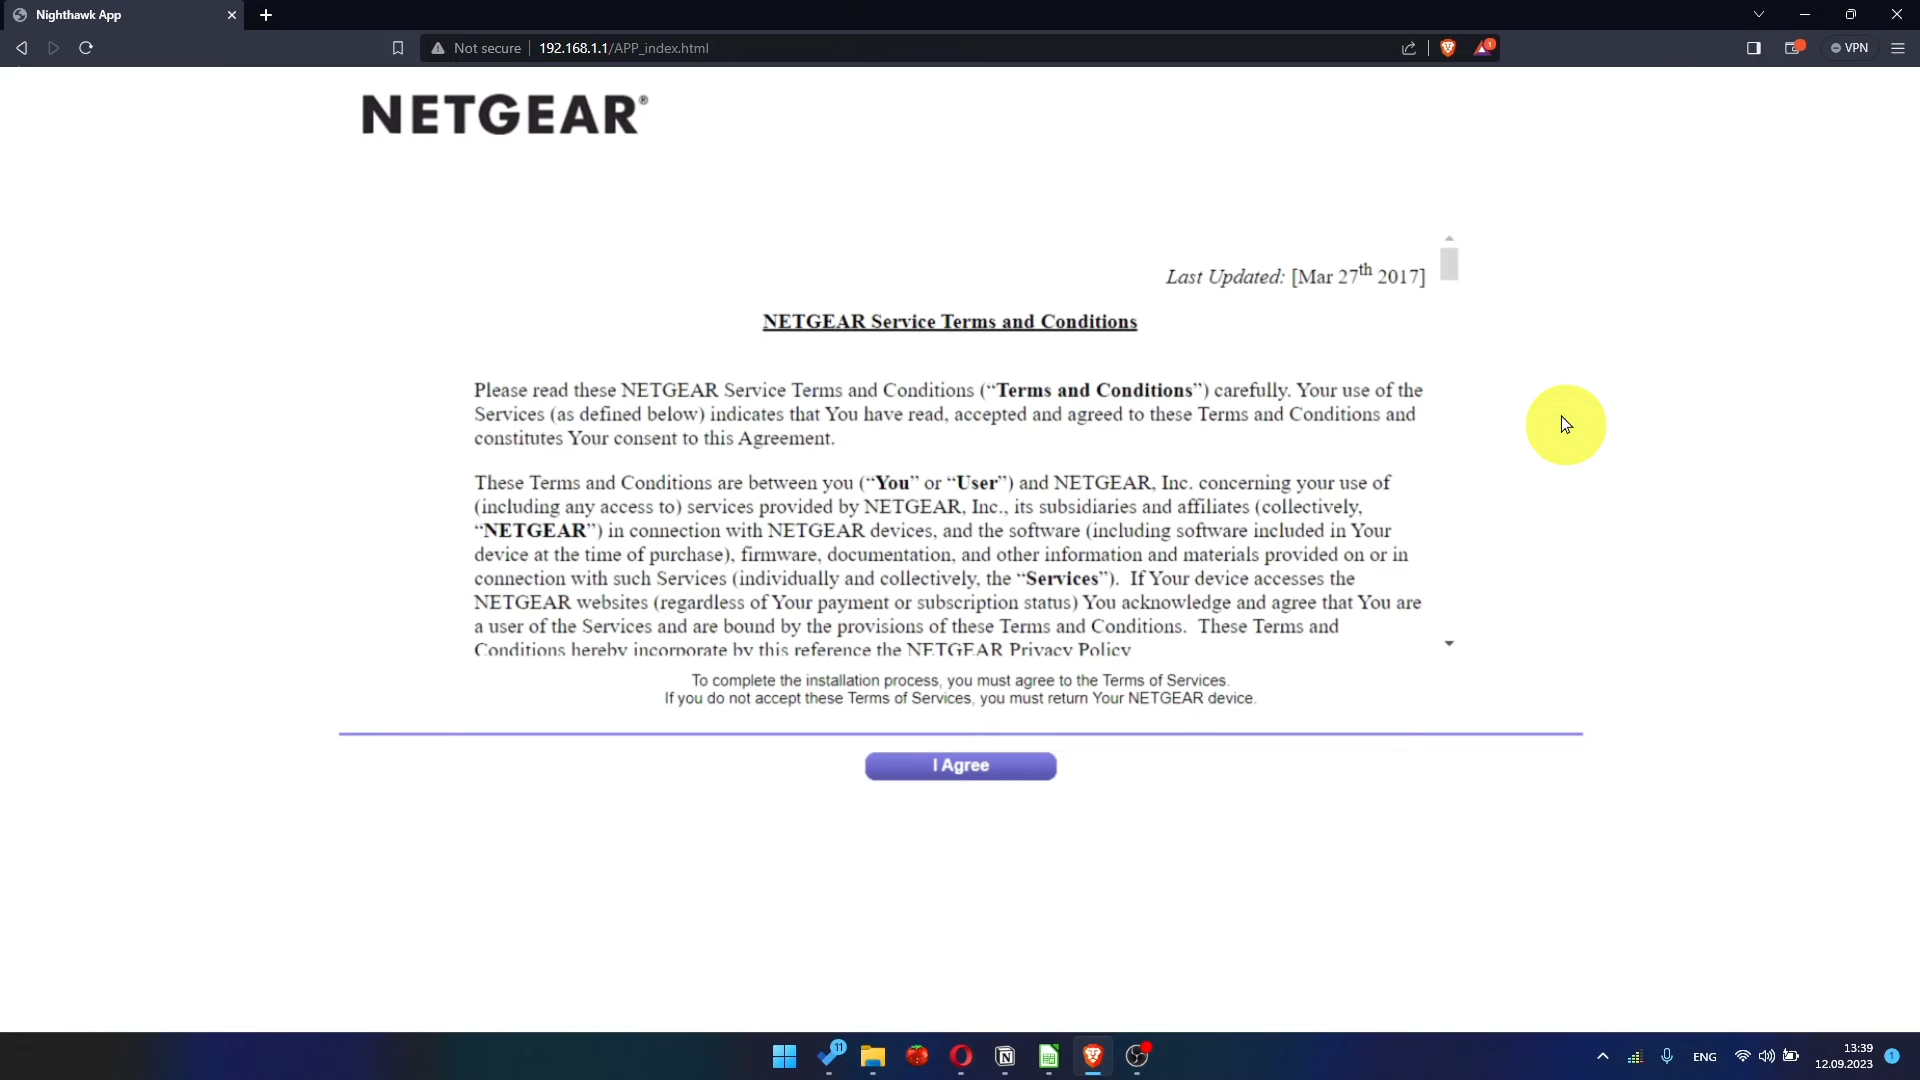 Nighthawk App
Not secure
192.168.1.1/APP_index.html
1
VPN
NETGEAR®
Last Updated: [Mar 27th 2017]
NETGEAR Service Terms and Conditions
Please read these NETGEAR Service Terms and Conditions (“Terms and Conditions”) carefully. Your use of the
Services (as defined below) indicates that You have read, accepted and agreed to these Terms and Conditions and
constitutes Your consent to this Agreement.
These Terms and Conditions are between you (“You” or “User”) and NETGEAR, Inc. concerning your use of
(including any access to) services provided by NETGEAR, Inc., its subsidiaries and affiliates (collectively,
“NETGEAR”) in connection with NETGEAR devices, and the software (including software included in Your
device at the time of purchase), firmware, documentation, and other information and materials provided on or in
connection with such Services (individually and collectively, the “Services”). If Your device accesses the
NETGEAR websites (regardless of Your payment or subscription status) You acknowledge and agree that You are
a user of the Services and are bound by the provisions of these Terms and Conditions. These Terms and
Conditions hereby incorporate by this reference the NETGEAR Privacy Policy
To complete the installation process, you must agree to the Terms of Services.
If you do not accept these Terms of Services, you must return Your NETGEAR device.
I Agree
11
ENG
13:39
12.09.2023
1